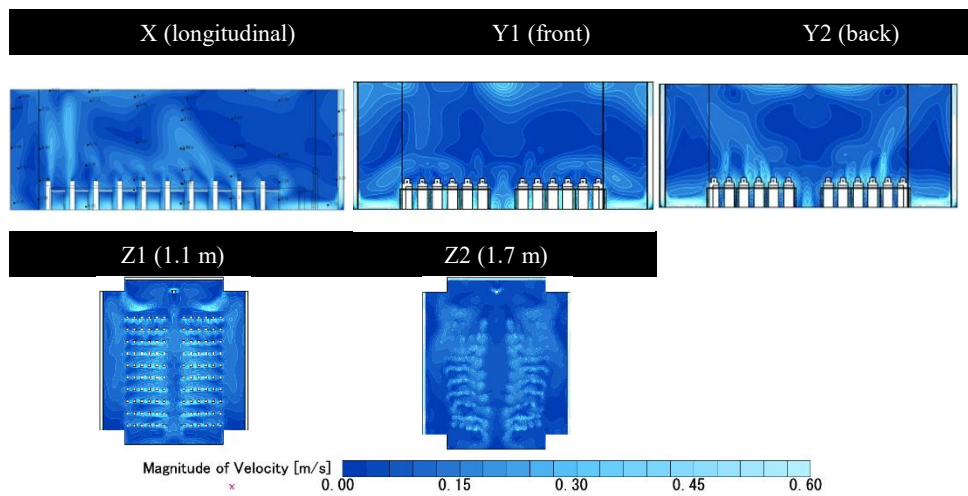 X (longitudinal) Y1 (front) Y2 (back)
Z1 (1.1 m) Z2 (1.7 m)
Magnitude of Velocity [m/s]
x
0.00 0.15 0.30 0.45 0.60